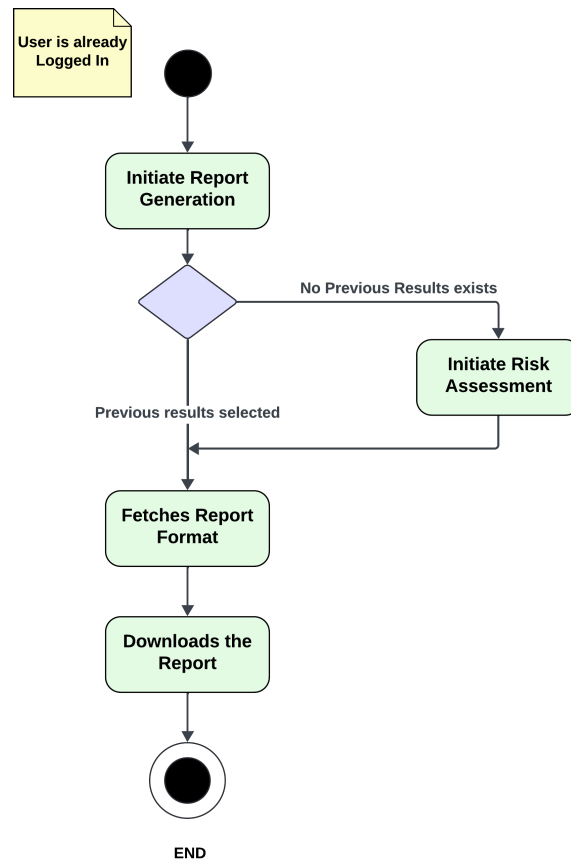 User is already
Logged In
Initiate Report
Generation
No Previous Results exists
Initiate Risk
Assessment
Previous results selected
Fetches Report
Format
Downloads the
Report
END